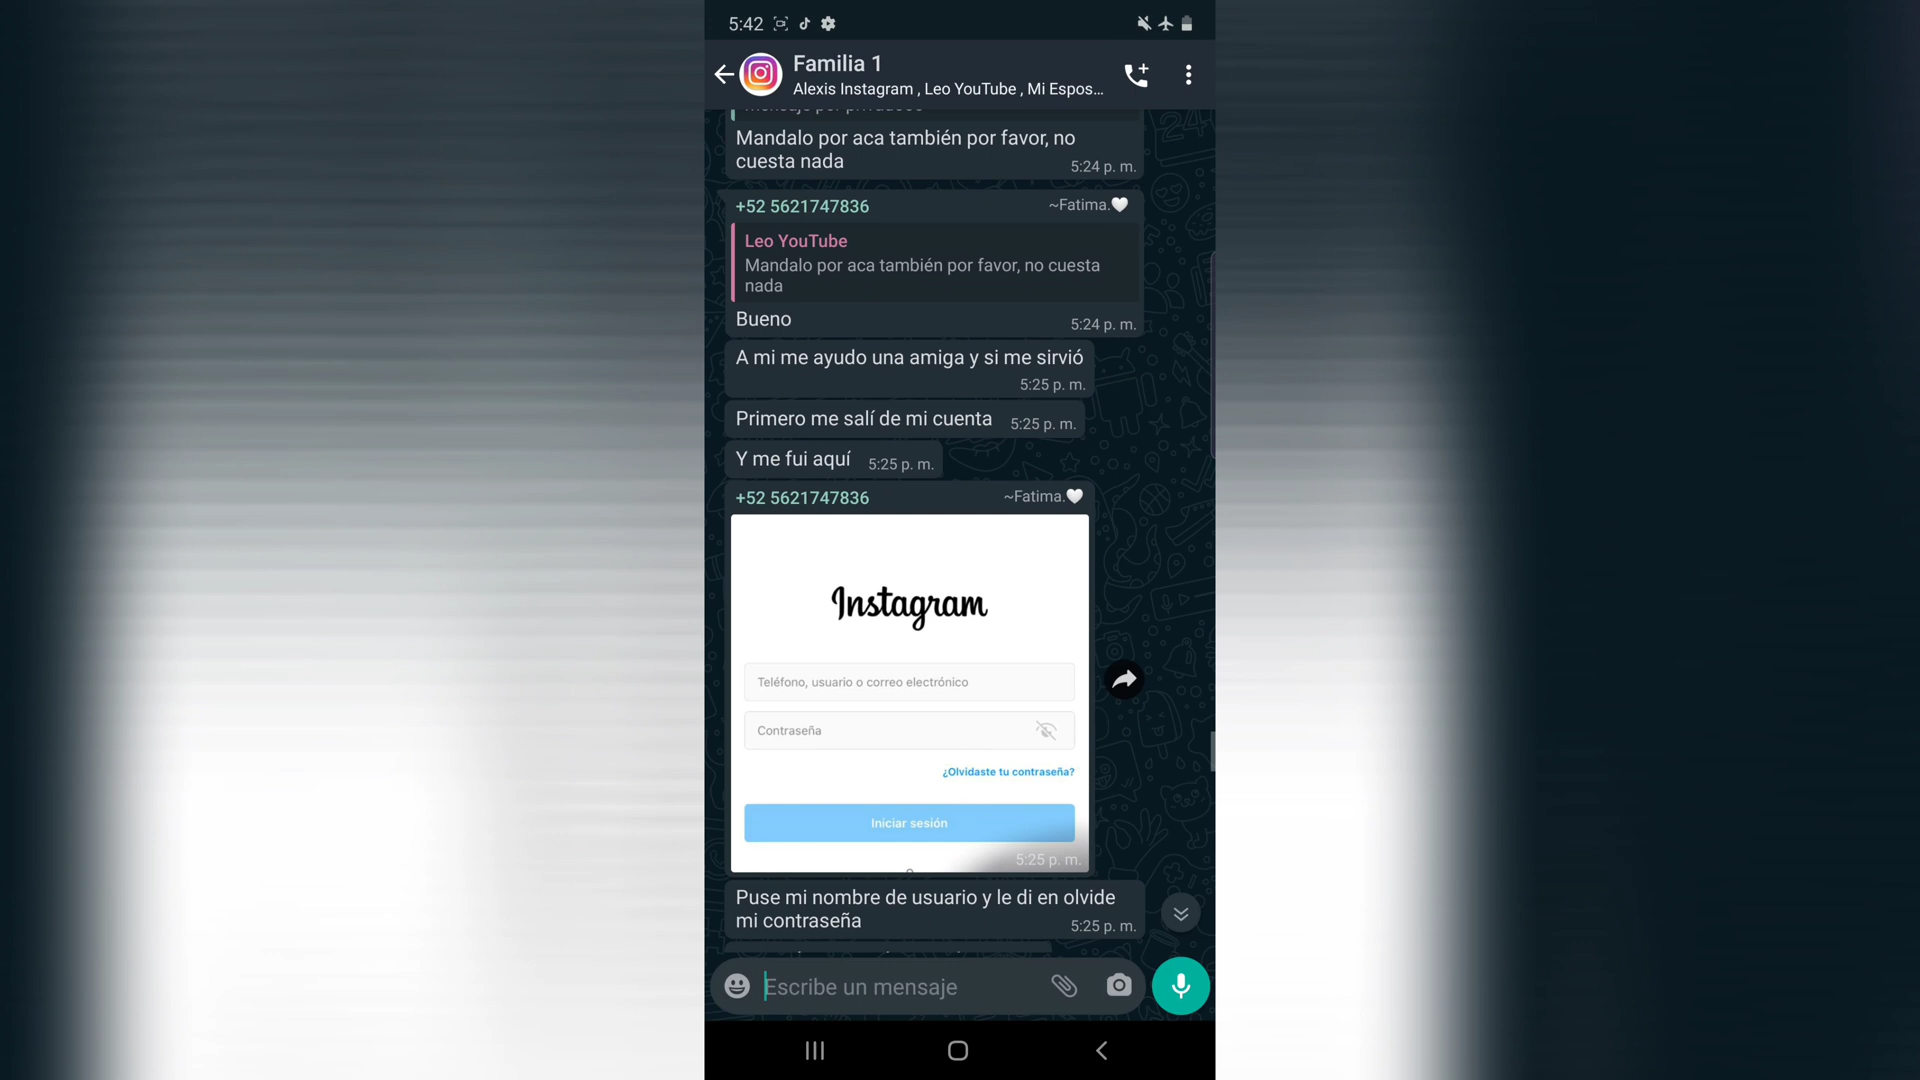 5:42
Familia 1
Alexis Instagram , Leo YouTube , Mi Espos...
Mandalo por aca también por favor, no
cuesta nada
5:24 p. m.
+52 5621747836 ~Fatima.🤍
Leo YouTube
Mandalo por aca también por favor, no cuesta
nada
Bueno
5:24 p. m.
A mi me ayudo una amiga y si me sirvió
5:25 p. m.
Primero me salí de mi cuenta 5:25 p. m.
Y me fui aquí 5:25 p. m.
+52 5621747836 ~Fatima.🤍
Instagram
Teléfono, usuario o correo electrónico
Contraseña
¿Olvidaste tu contraseña?
Iniciar sesión
5:25 p. m.
Puse mi nombre de usuario y le di en olvide
mi contraseña
5:25 p. m.
Escribe un mensaje